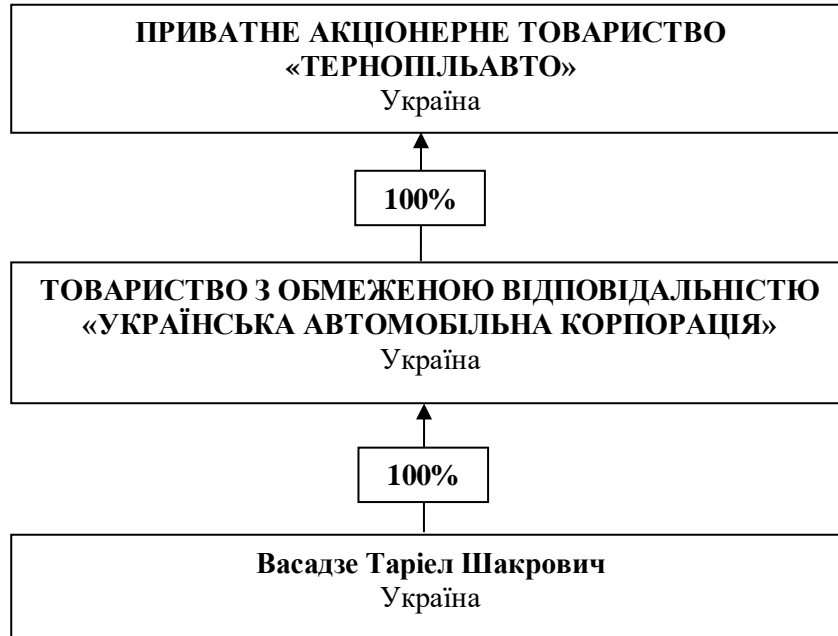 ПРИВАТНЕ АКЦІОНЕРНЕ ТОВАРИСТВО
«ТЕРНОПІЛЬАВТО»
Україна
100%
ТОВАРИСТВО З ОБМЕЖЕНОЮ ВІДПОВІДАЛЬНІСТЮ
«УКРАЇНСЬКА АВТОМОБІЛЬНА КОРПОРАЦІЯ»
Україна
100%
Васадзе Таріел Шакрович
Україна